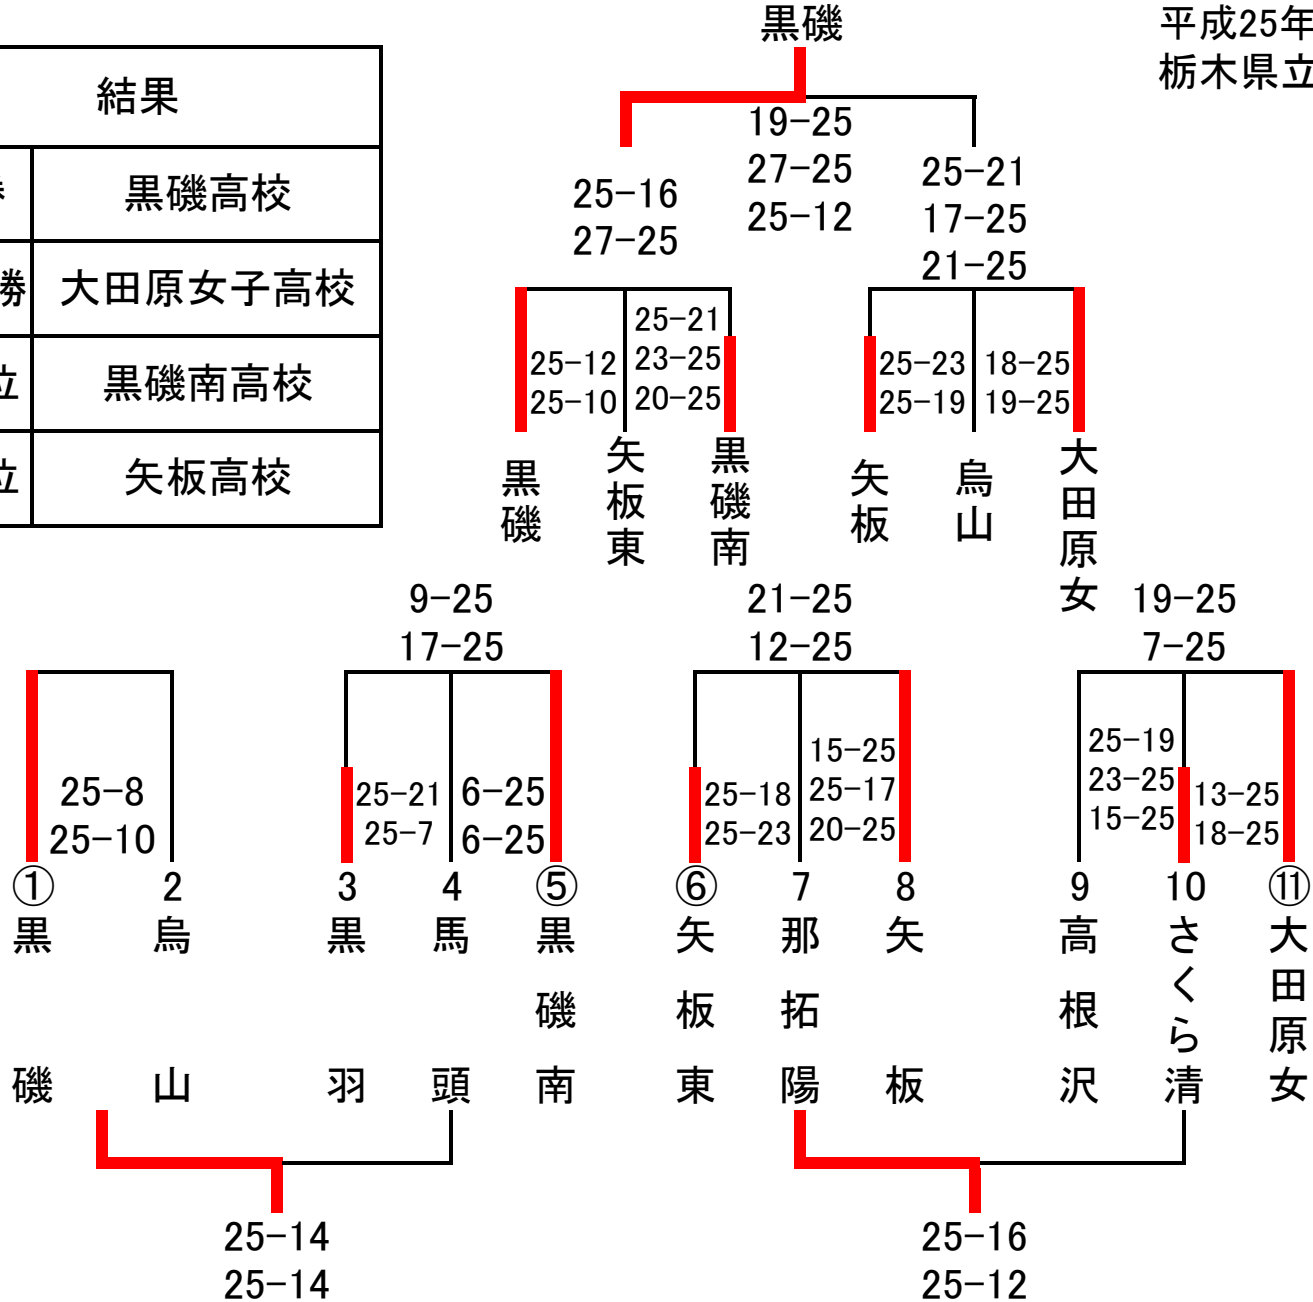 黒磯
平成25年
栃木県立
結果
黒磯高校
勝 大田原女子高校
位 黒磯南高校
位 矢板高校
19-25
27-25
25-12
25-16
27-25
25-21
17-25
21-25
25-12
25-10
25-21
23-25
20-25
25-23
25-19
18-25
19-25
黒磯
矢板東
黒磯南
矢板
烏山
大田原女
9-25
17-25
21-25
12-25
19-25
7-25
25-8
25-10
25-21
25-7
6-25
6-25
25-18
25-23
15-25
25-17
20-25
25-19
23-25
15-25
13-25
18-25
① 2 3 4 ⑤ ⑥ 7 8 9 10 ⑪
黒磯
烏山
黒羽
馬頭
黒磯南
矢板東
那拓陽
矢板
高根沢
さくら清
大田原女
25-14
25-14
25-16
25-12